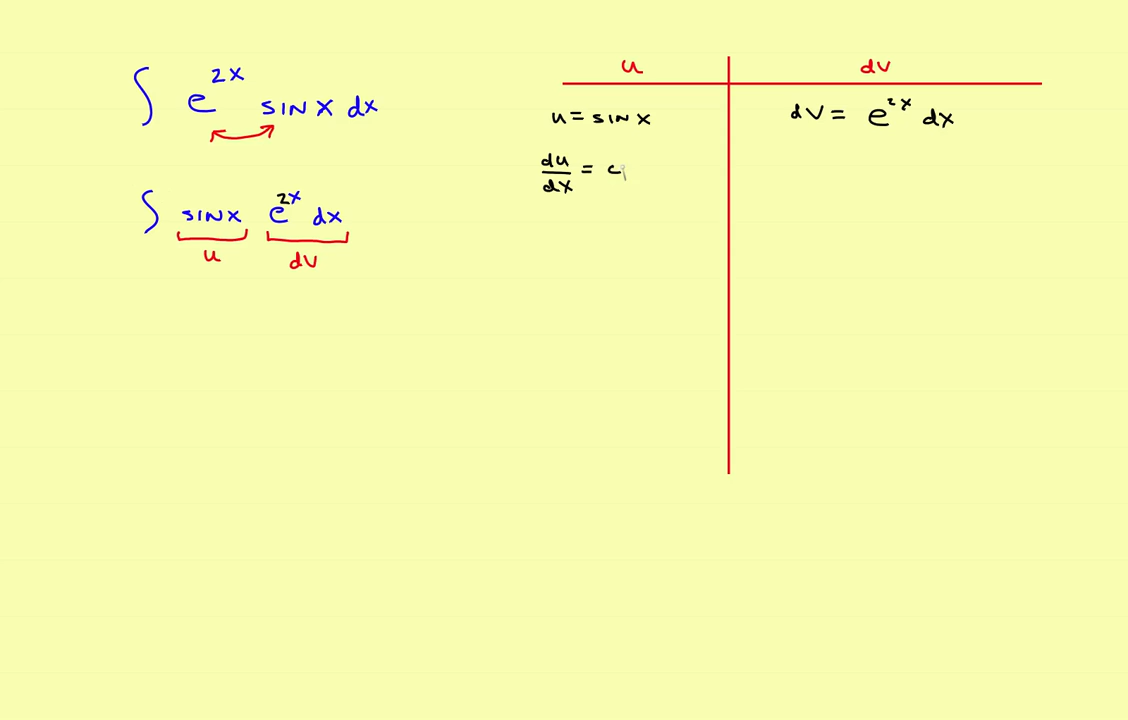 ∫ e^{2x} sin x dx
∫ sin x e^{2x} dx
u dv
u dv
u = sin x dv = e^{2x} dx
du/dx = c